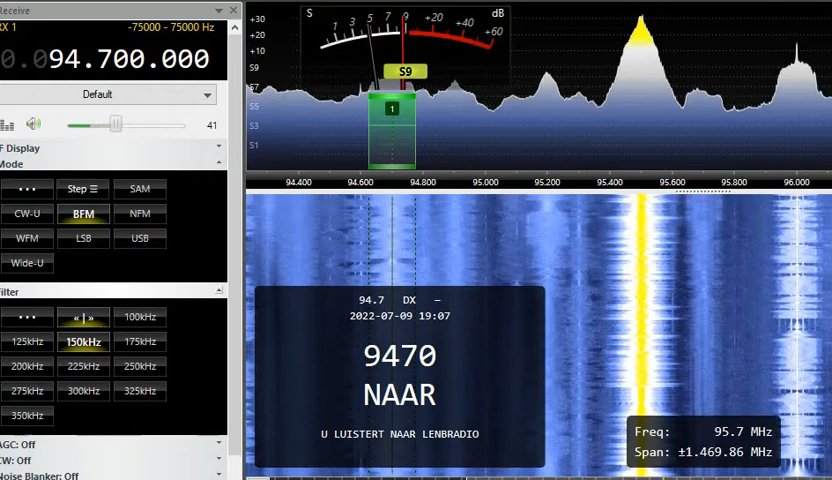 Receive
RX 1 -75000 - 75000 Hz
0.094.700.000
Default
41
IF Display
Mode
Step SAM
CW-U BFM NFM
WFM LSB USB
Wide-U
Filter
« | » 100kHz
125kHz 150kHz 175kHz
200kHz 225kHz 250kHz
275kHz 300kHz 325kHz
350kHz
AGC: Off
CW: Off
Noise Blanker: Off
S dB
1 3 5 7 9 +20 +40 +60
S9
1
+30
+20
+10
S9
S7
S5
S3
S1
94.400 94.600 94.800 95.000 95.200 95.400 95.600 95.800 96.000
94.7 DX –
2022-07-09 19:07
9470
NAAR
U LUISTERT NAAR LENBRADIO
Freq: 95.7 MHz
Span: ±1.469.86 MHz